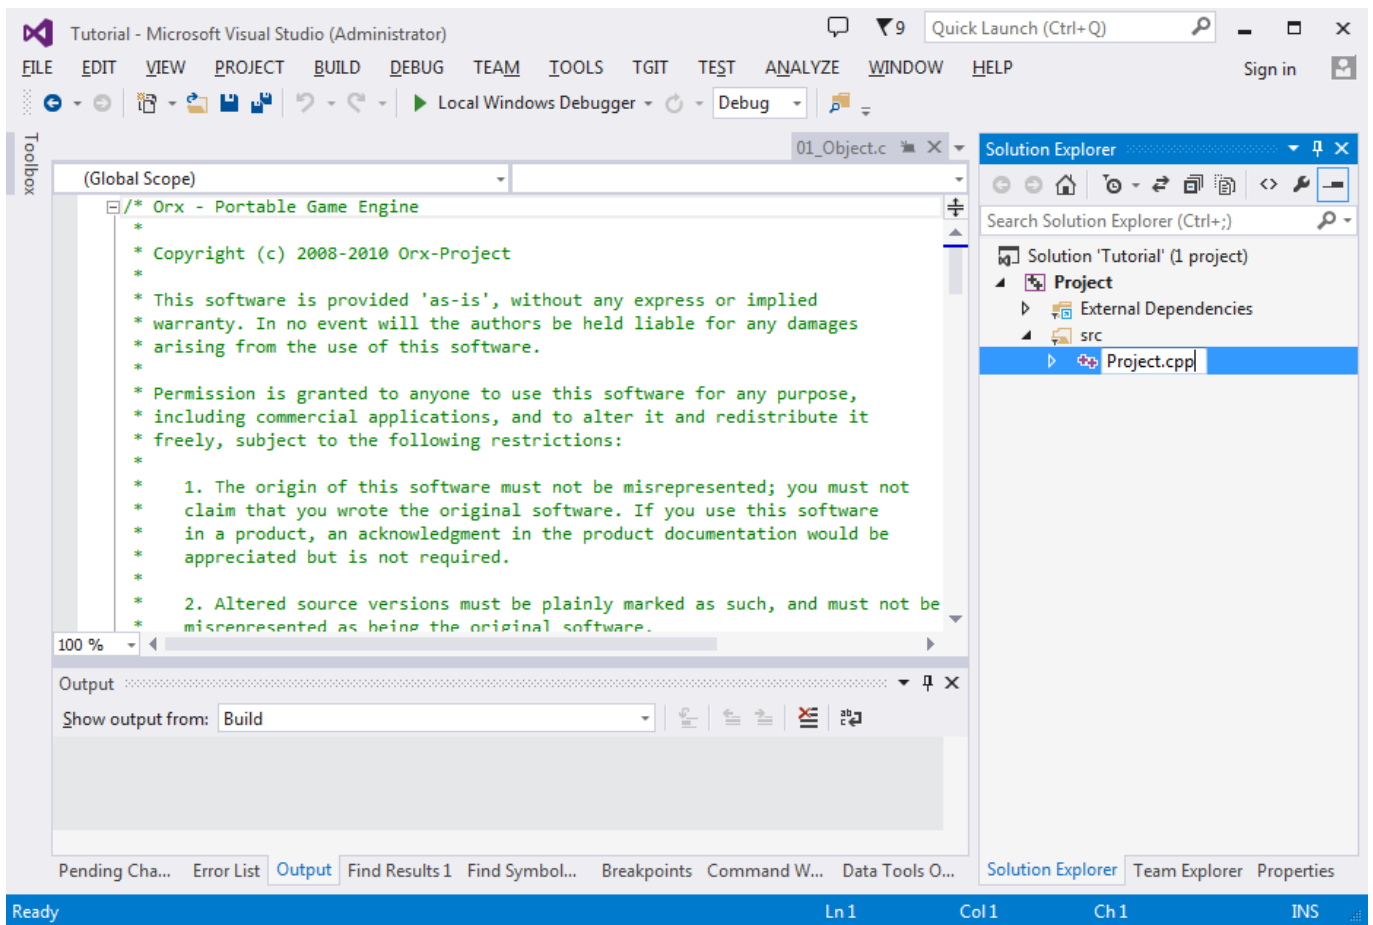 Tutorial - Microsoft Visual Studio (Administrator)
9
Quick Launch (Ctrl+Q)
FILE EDIT VIEW PROJECT BUILD DEBUG TEAM TOOLS TGIT TEST ANALYZE WINDOW HELP
Sign in
Local Windows Debugger
Debug
Toolbox
01_Object.c
(Global Scope)
/* Orx - Portable Game Engine
*
* Copyright (c) 2008-2010 Orx-Project
*
* This software is provided 'as-is', without any express or implied
* warranty. In no event will the authors be held liable for any damages
* arising from the use of this software.
*
* Permission is granted to anyone to use this software for any purpose,
* including commercial applications, and to alter it and redistribute it
* freely, subject to the following restrictions:
*
* 1. The origin of this software must not be misrepresented; you must not
* claim that you wrote the original software. If you use this software
* in a product, an acknowledgment in the product documentation would be
* appreciated but is not required.
*
* 2. Altered source versions must be plainly marked as such, and must not be
* misrepresented as being the original software.
100 %
Output
Show output from: Build
Pending Cha... Error List Output Find Results 1 Find Symbol... Breakpoints Command W... Data Tools O...
Solution Explorer
Search Solution Explorer (Ctrl+;)
Solution 'Tutorial' (1 project)
Project
External Dependencies
src
Project.cpp
Solution Explorer Team Explorer Properties
Ready
Ln 1
Col 1
Ch 1
INS